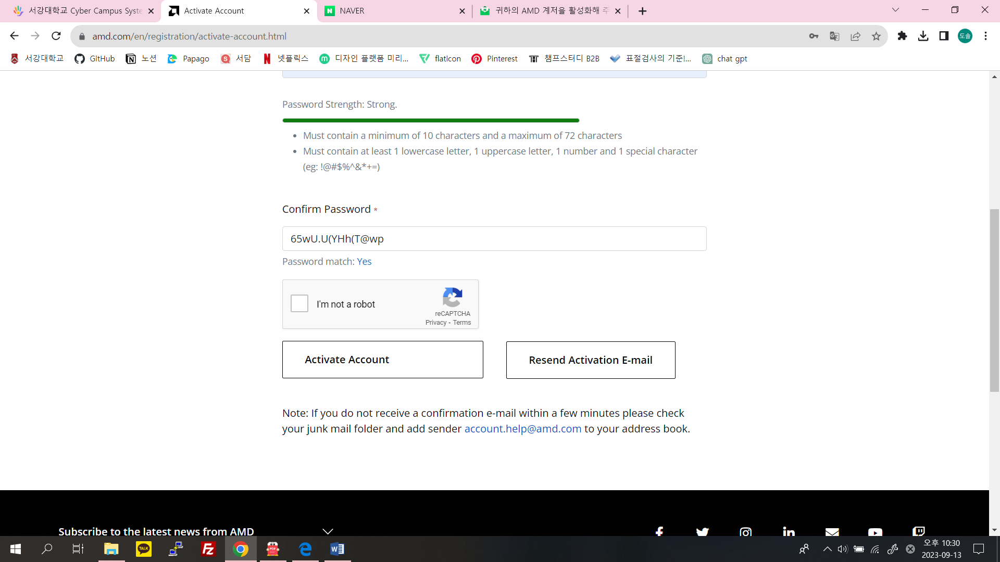 서강대학교 Cyber Campus Syste
Activate Account
NAVER
귀하의 AMD 계저을 활성화해 주
amd.com/en/registration/activate-account.html
도솔
서강대학교
GitHub
노션
Papago
서담
넷플릭스
디자인 플랫폼 미리...
flaticon
Pinterest
챔프스터디 B2B
표절검사의 기준!...
chat gpt
Password Strength: Strong.
• Must contain a minimum of 10 characters and a maximum of 72 characters
• Must contain at least 1 lowercase letter, 1 uppercase letter, 1 number and 1 special character
(eg: !@#$%^&*+=)
Confirm Password *
65wU.U(YHh(T@wp
Password match: Yes
I'm not a robot
reCAPTCHA
Privacy - Terms
Activate Account
Resend Activation E-mail
Note: If you do not receive a confirmation e-mail within a few minutes please check
your junk mail folder and add sender account.help@amd.com to your address book.
Subscribe to the latest news from AMD
TALK
PDF
오후 10:30
2023-09-13